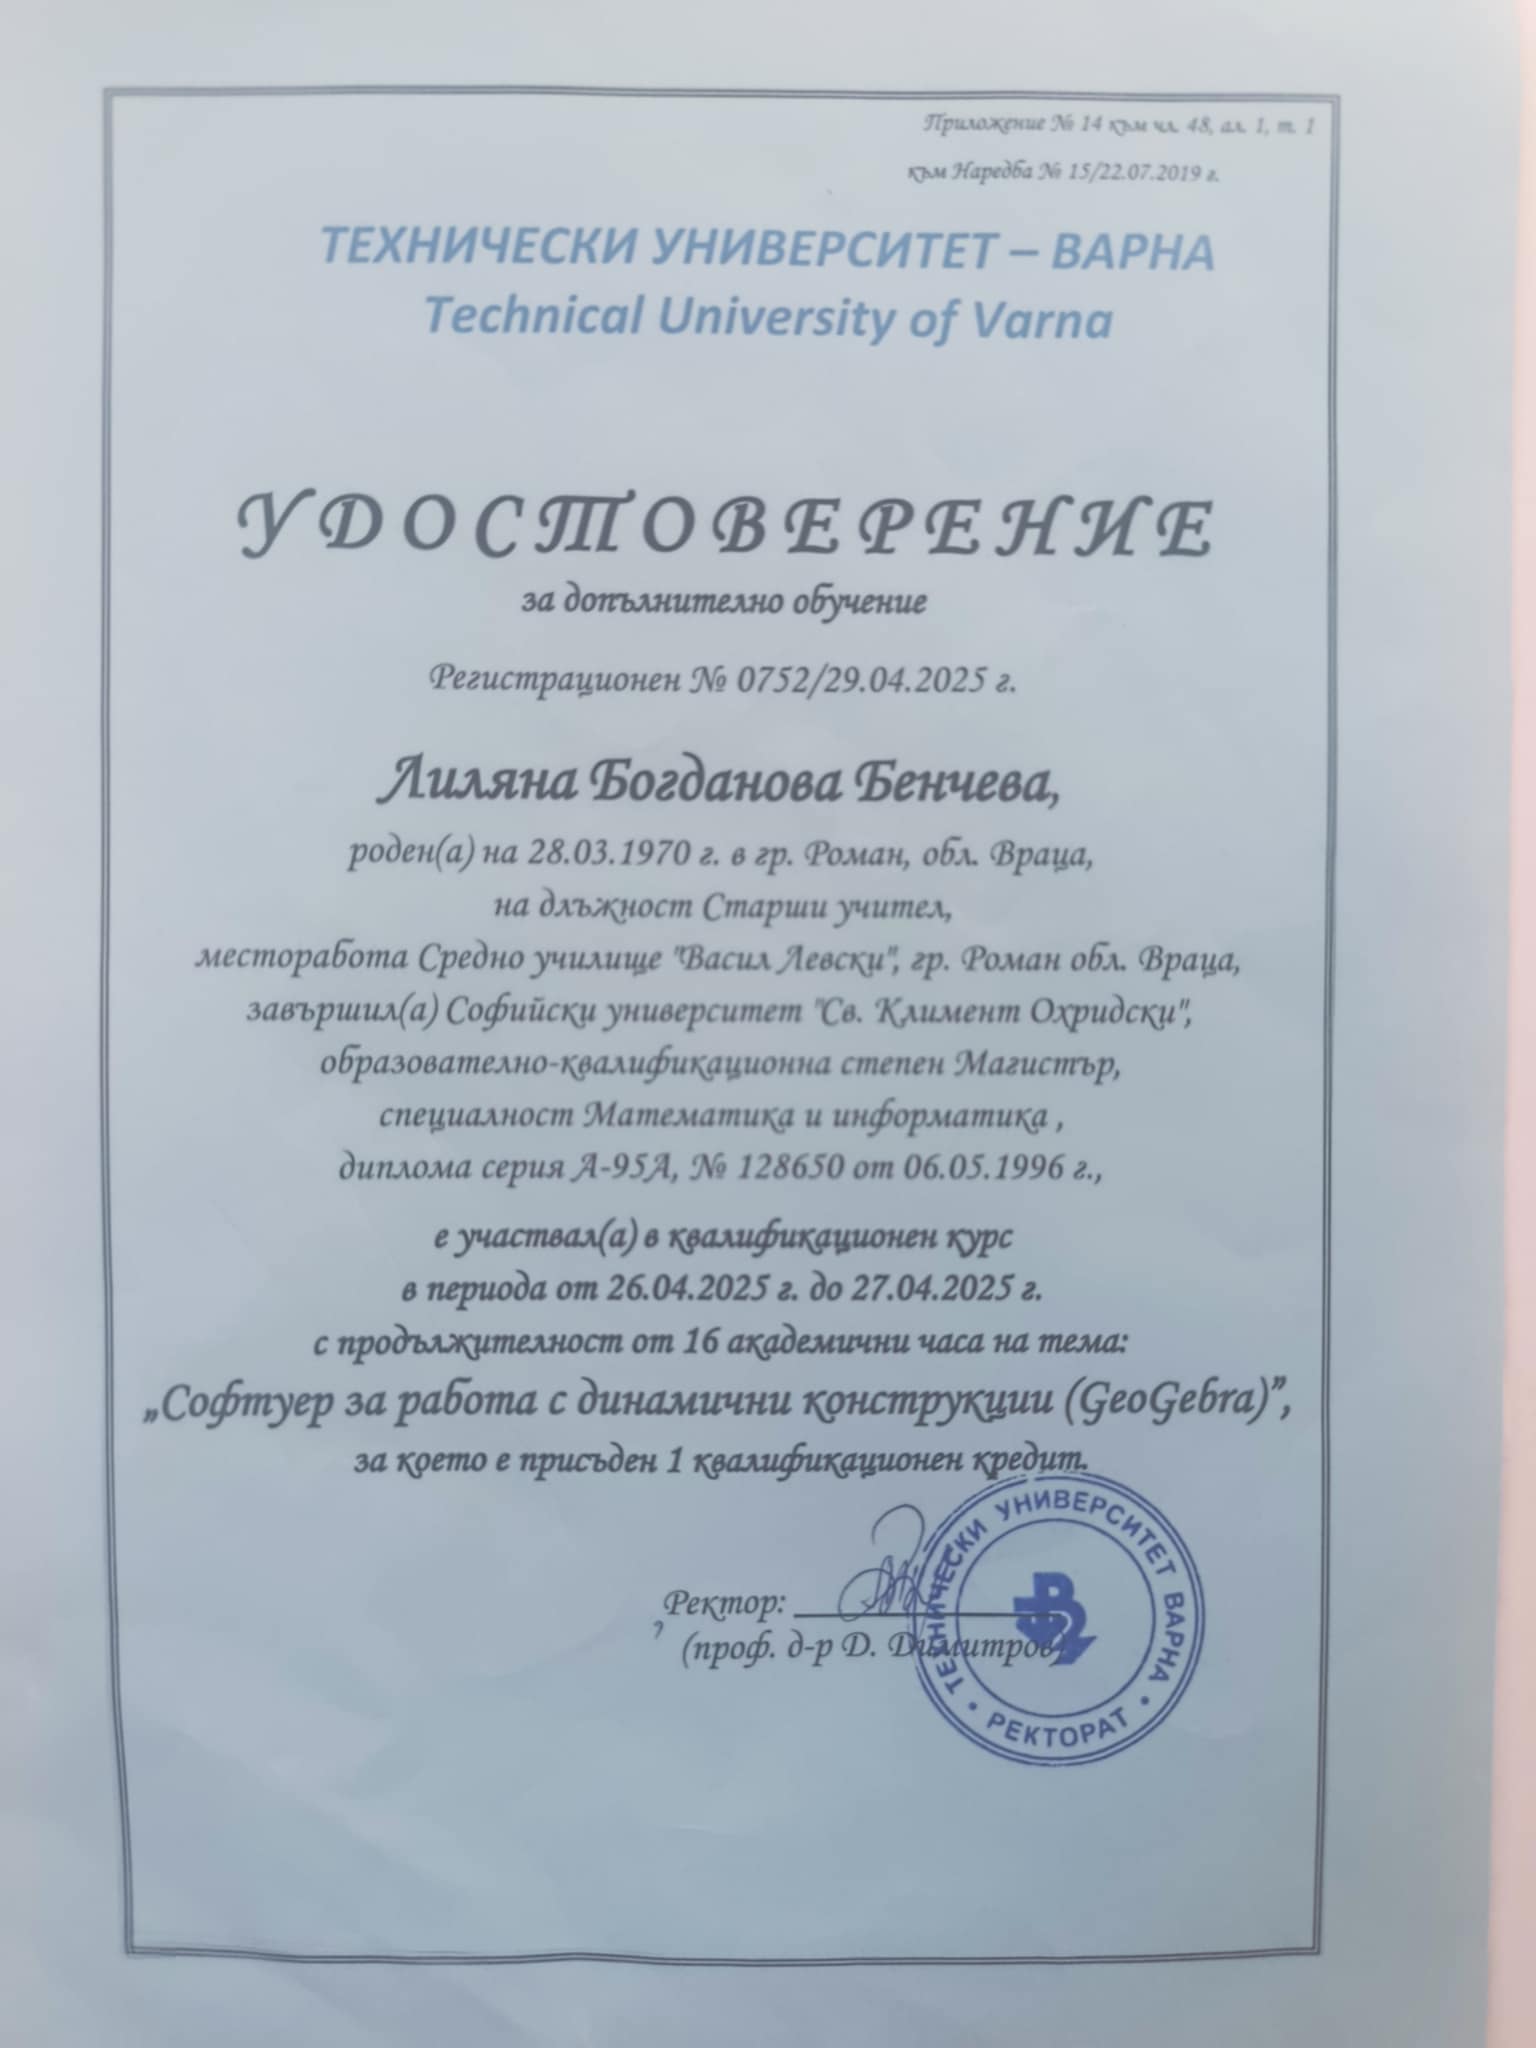 Приложение № 14 към чл. 48, ал. 1, т. 1
към Наредба № 15/22.07.2019 г.
ТЕХНИЧЕСКИ УНИВЕРСИТЕТ – ВАРНА
Technical University of Varna
УДОСТОВЕРЕНИЕ
за допълнително обучение
Регистрационен № 0752/29.04.2025 г.
Лиляна Богданова Бенчева,
роден(а) на 28.03.1970 г. в гр. Роман, обл. Враца,
на длъжност Старши учител,
месторабота Средно училище "Васил Левски", гр. Роман обл. Враца,
завършил(а) Софийски университет "Св. Климент Охридски",
образователно-квалификационна степен Магистър,
специалност Математика и информатика ,
диплома серия А-95А, № 128650 от 06.05.1996 г.,
е участвал(а) в квалификационен курс
в периода от 26.04.2025 г. до 27.04.2025 г.
с продължителност от 16 академични часа на тема:
„Софтуер за работа с динамични конструкции (GeoGebra)”,
за което е присъден 1 квалификационен кредит.
Ректор:
(проф. д-р Д. Димитров)
ТЕХНИЧЕСКИ УНИВЕРСИТЕТ ВАРНА • РЕКТОРАТ •